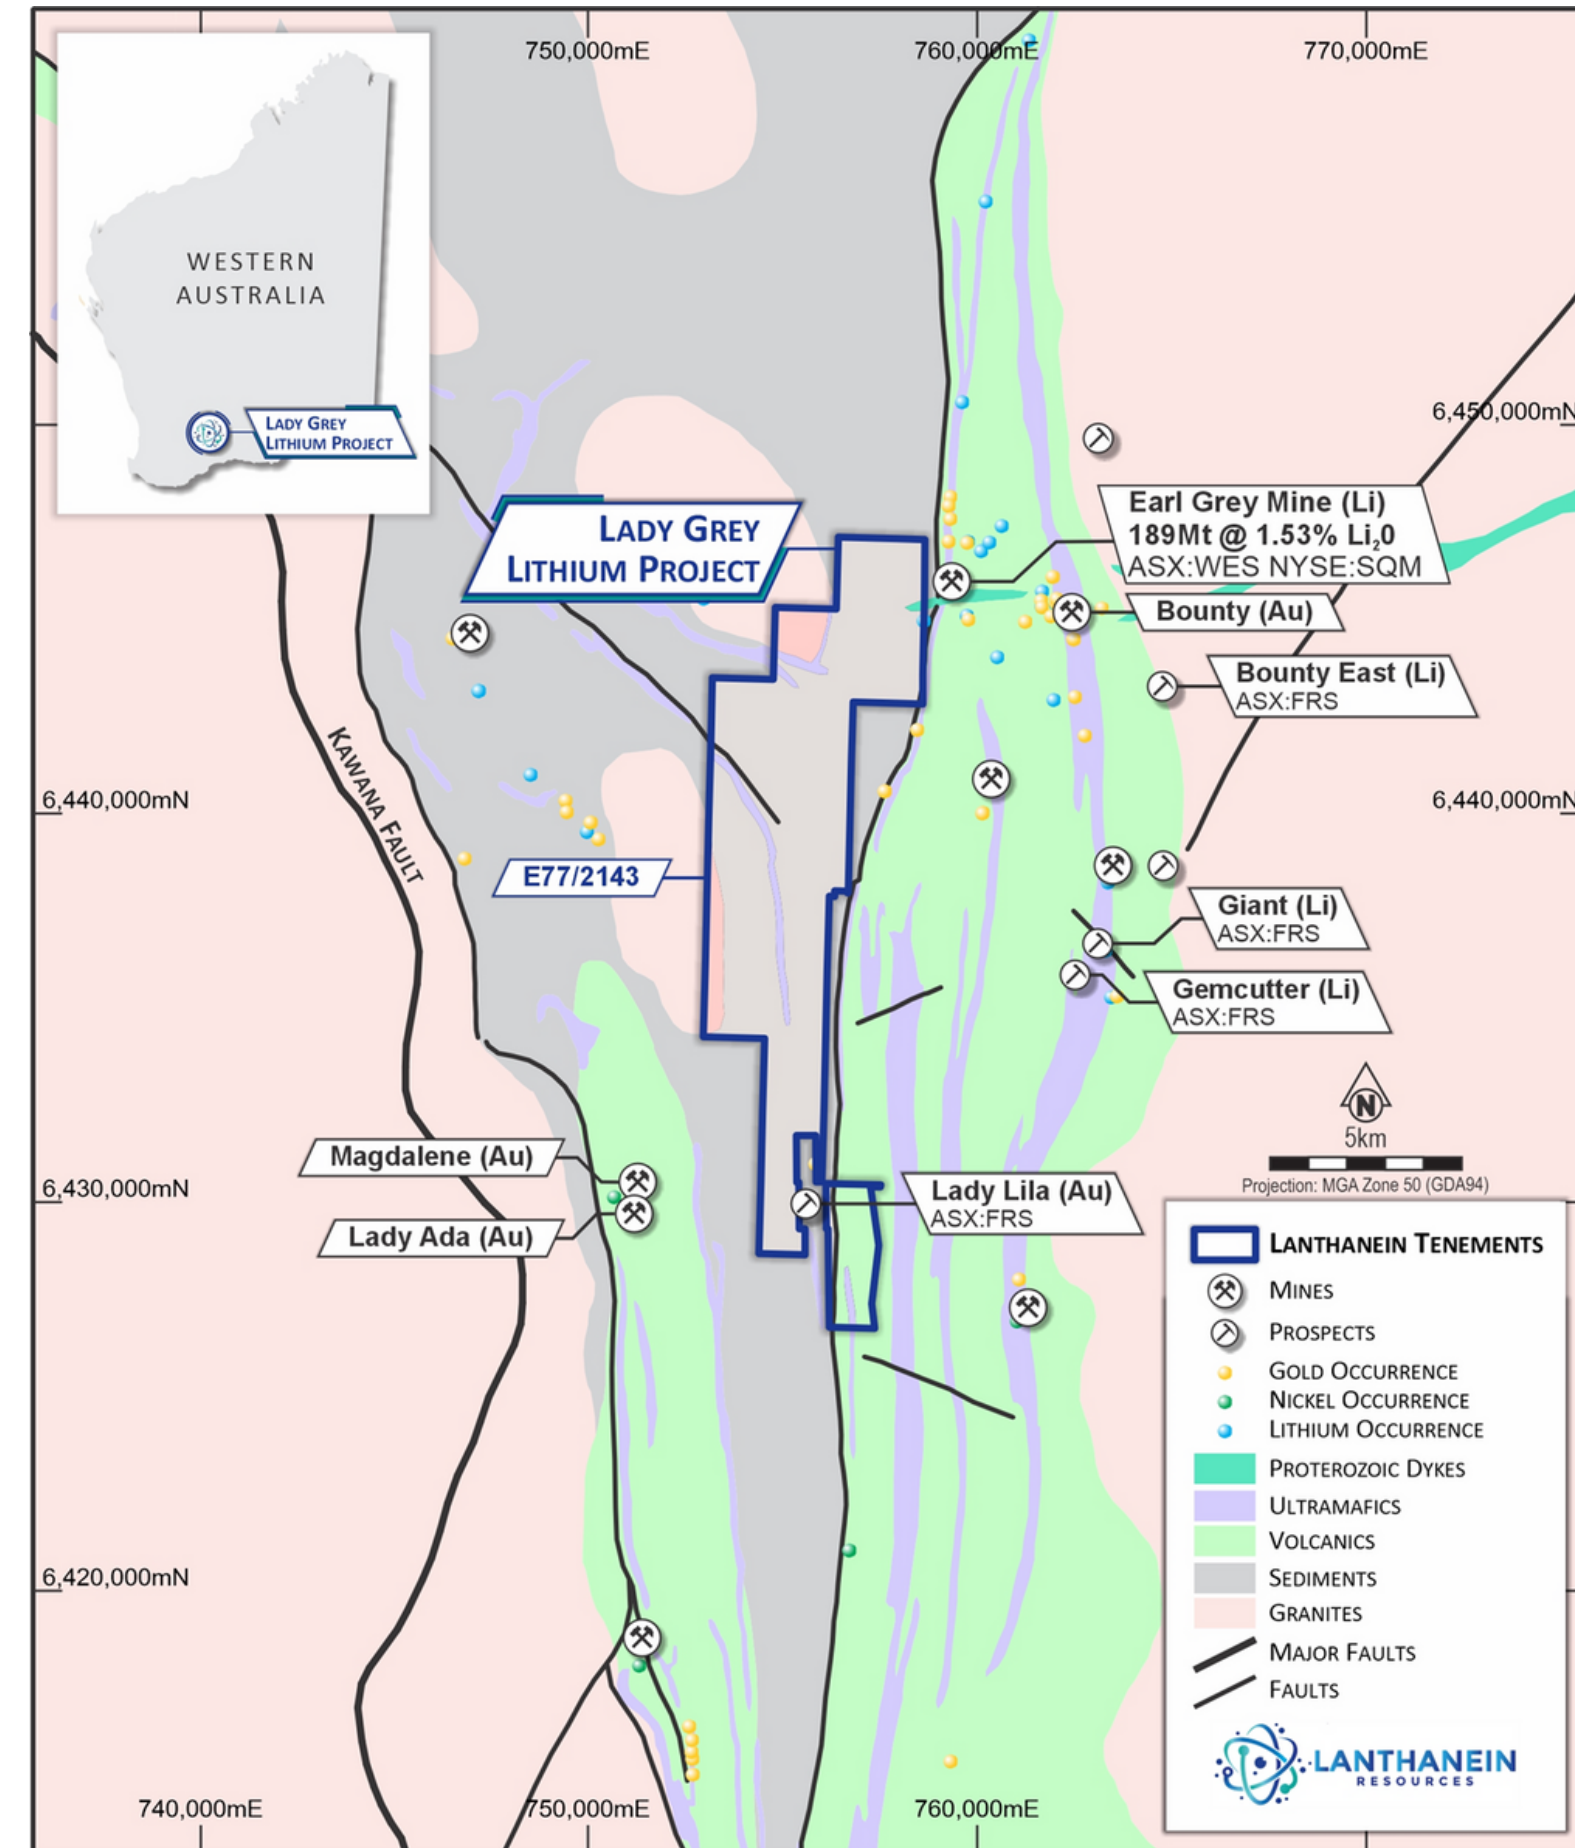 750,000mE
760,000mE
770,000mE
WESTERN
AUSTRALIA
LADY GREY
LITHIUM PROJECT
6,450,000mN
LADY GREY
LITHIUM PROJECT
Earl Grey Mine (Li)
189Mt @ 1.53% Li₂0
ASX:WES NYSE:SQM
Bounty (Au)
Bounty East (Li)
ASX:FRS
KAWANA FAULT
6,440,000mN
6,440,000mN
E77/2143
Giant (Li)
ASX:FRS
Gemcutter (Li)
ASX:FRS
N
5km
Projection: MGA Zone 50 (GDA94)
Magdalene (Au)
6,430,000mN
Lady Lila (Au)
ASX:FRS
Lady Ada (Au)
LANTHANEIN TENEMENTS
MINES
PROSPECTS
GOLD OCCURRENCE
NICKEL OCCURRENCE
LITHIUM OCCURRENCE
PROTEROZOIC DYKES
ULTRAMAFICS
VOLCANICS
SEDIMENTS
GRANITES
MAJOR FAULTS
FAULTS
6,420,000mN
LANTHANEIN
RESOURCES
740,000mE
750,000mE
760,000mE